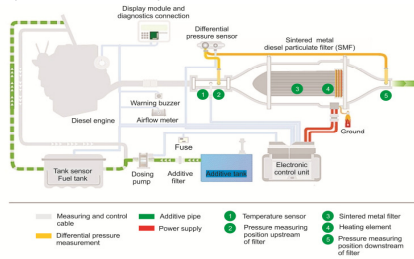 Display module and
diagnostics connection
Differential
pressure sensor
Sintered metal
diesel particulate filter (SMF)
1
2
3
4
5
Diesel engine
Warning buzzer
Airflow meter
Ground
Fuse
Tank sensor
Fuel tank
Dosing
pump
Additive
filter
Additive tank
Electronic
control unit
Measuring and control
cable
Differential pressure
measurement
Additive pipe
Power supply
1 Temperature sensor
2 Pressure measuring
position upstream
of filter
3 Sintered metal filter
4 Heating element
5 Pressure measuring
position downstream
of filter